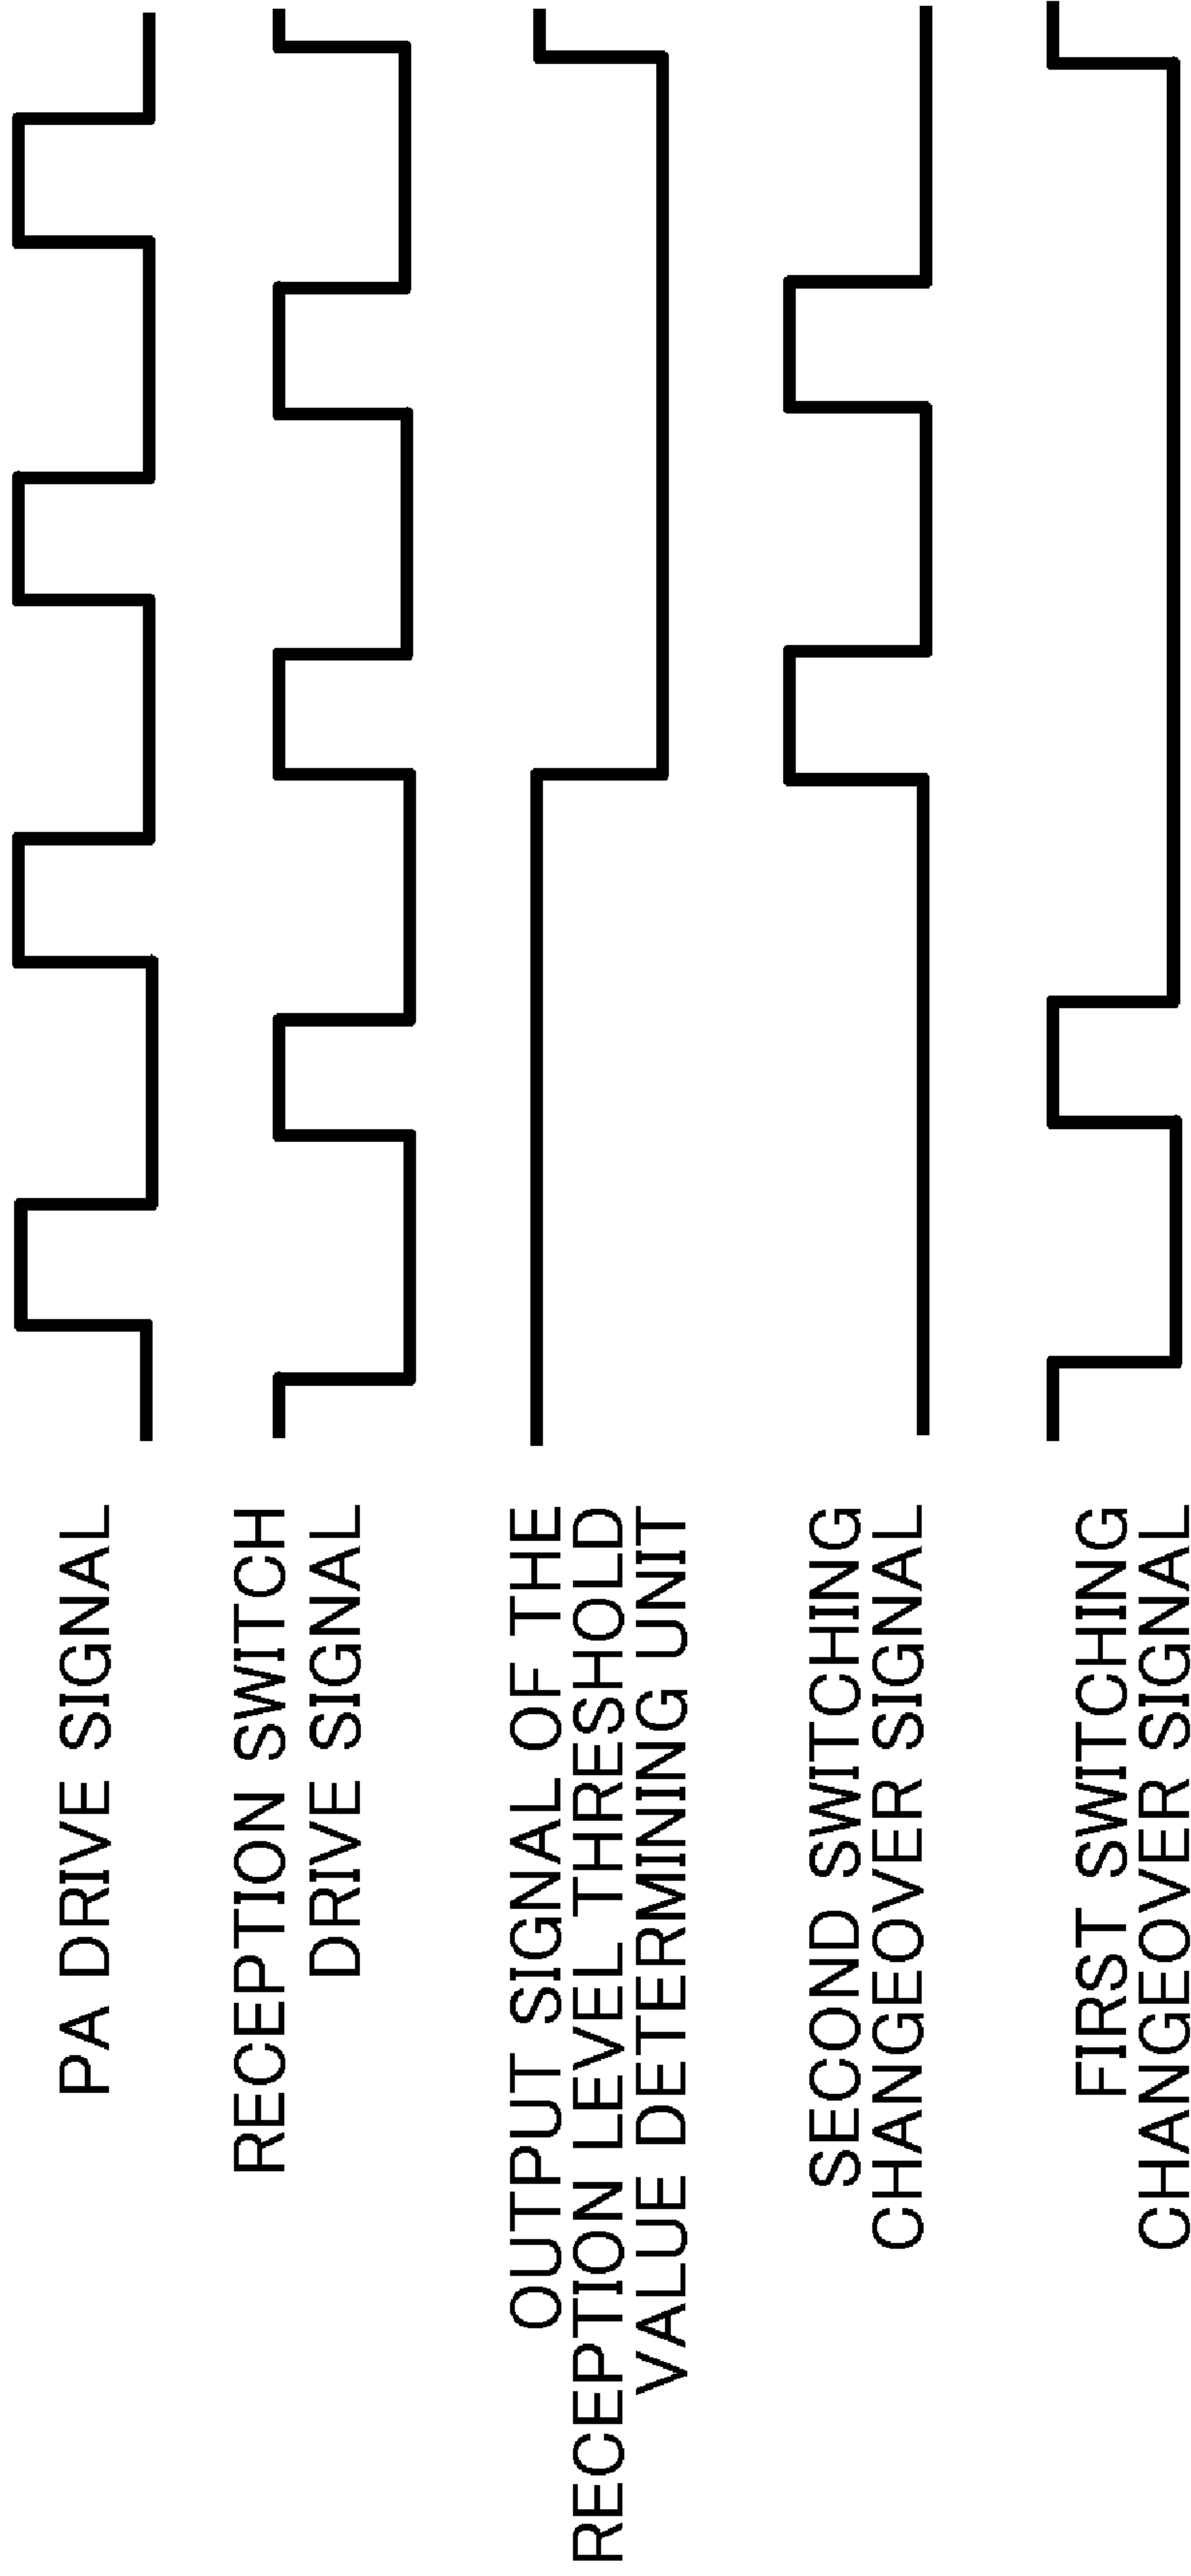 PA DRIVE SIGNAL
RECEPTION SWITCH
DRIVE SIGNAL
OUTPUT SIGNAL OF THE
RECEPTION LEVEL THRESHOLD
VALUE DETERMINING UNIT
SECOND SWITCHING
CHANGEOVER SIGNAL
FIRST SWITCHING
CHANGEOVER SIGNAL